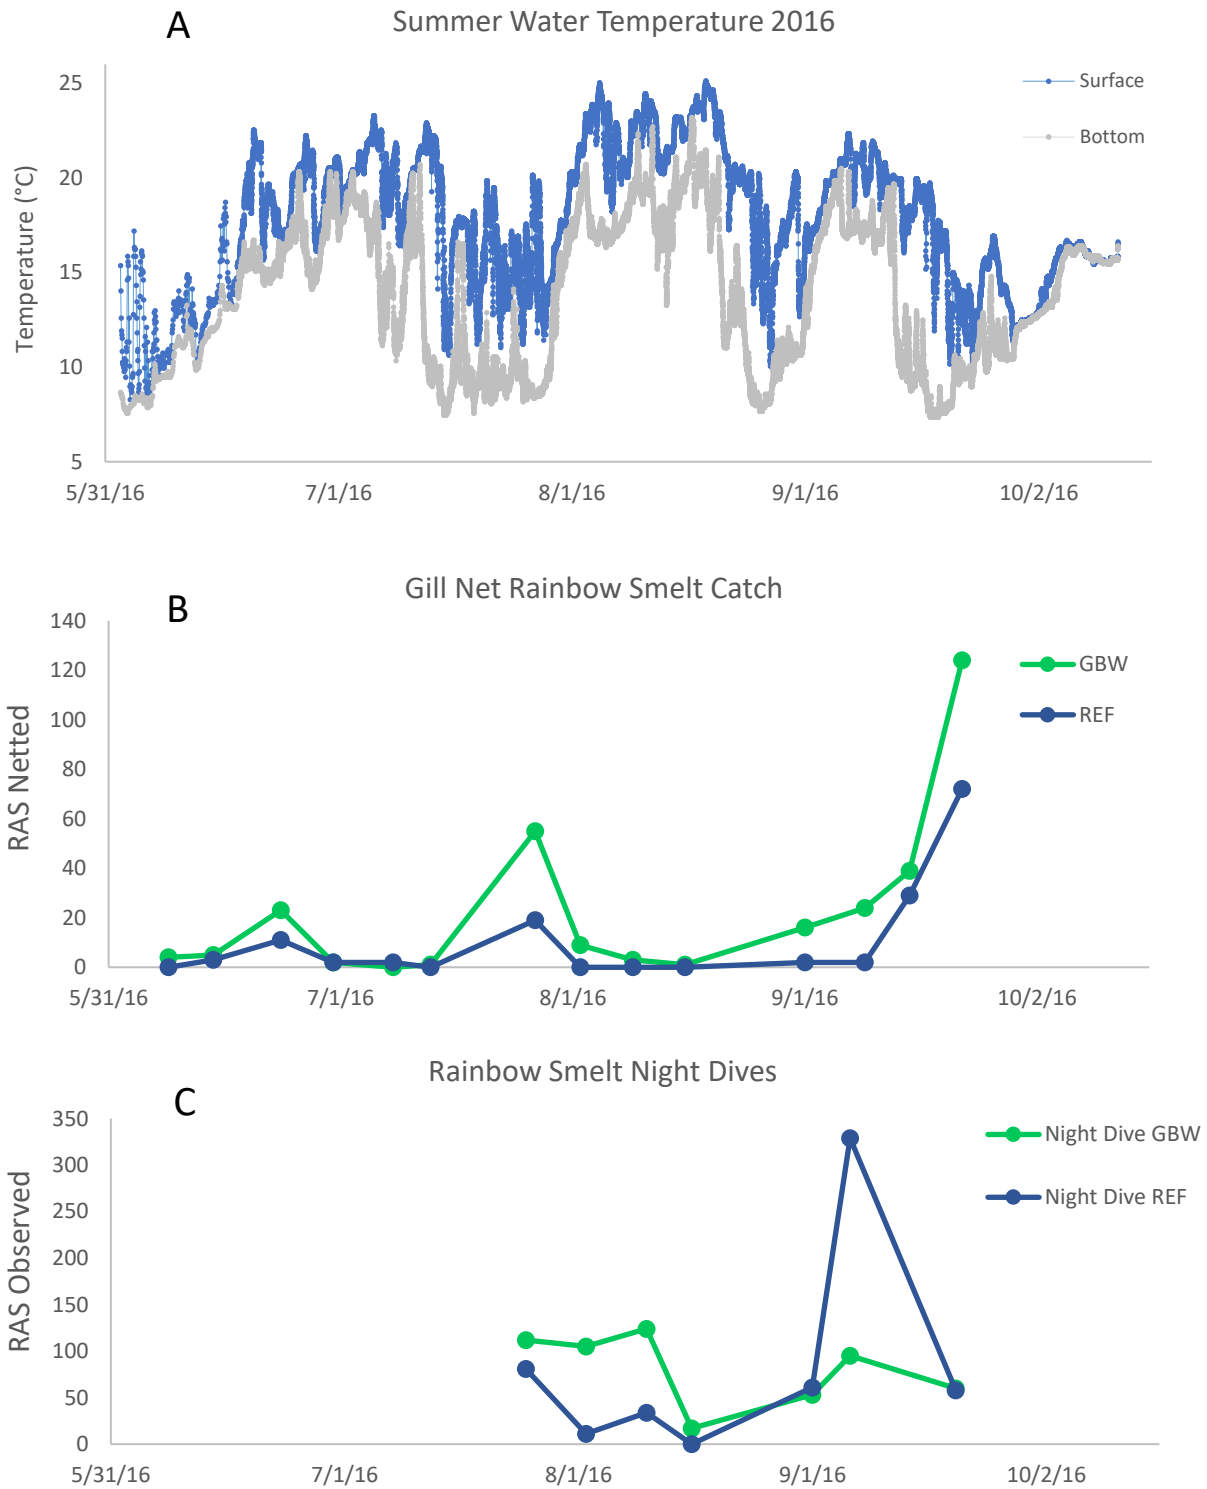 A
Summer Water Temperature 2016
Temperature (°C)
25
20
15
10
5
5/31/16
7/1/16
8/1/16
9/1/16
10/2/16
Surface
Bottom
B
Gill Net Rainbow Smelt Catch
RAS Netted
140
120
100
80
60
40
20
0
5/31/16
7/1/16
8/1/16
9/1/16
10/2/16
GBW
REF
C
Rainbow Smelt Night Dives
RAS Observed
350
300
250
200
150
100
50
0
5/31/16
7/1/16
8/1/16
9/1/16
10/2/16
Night Dive GBW
Night Dive REF